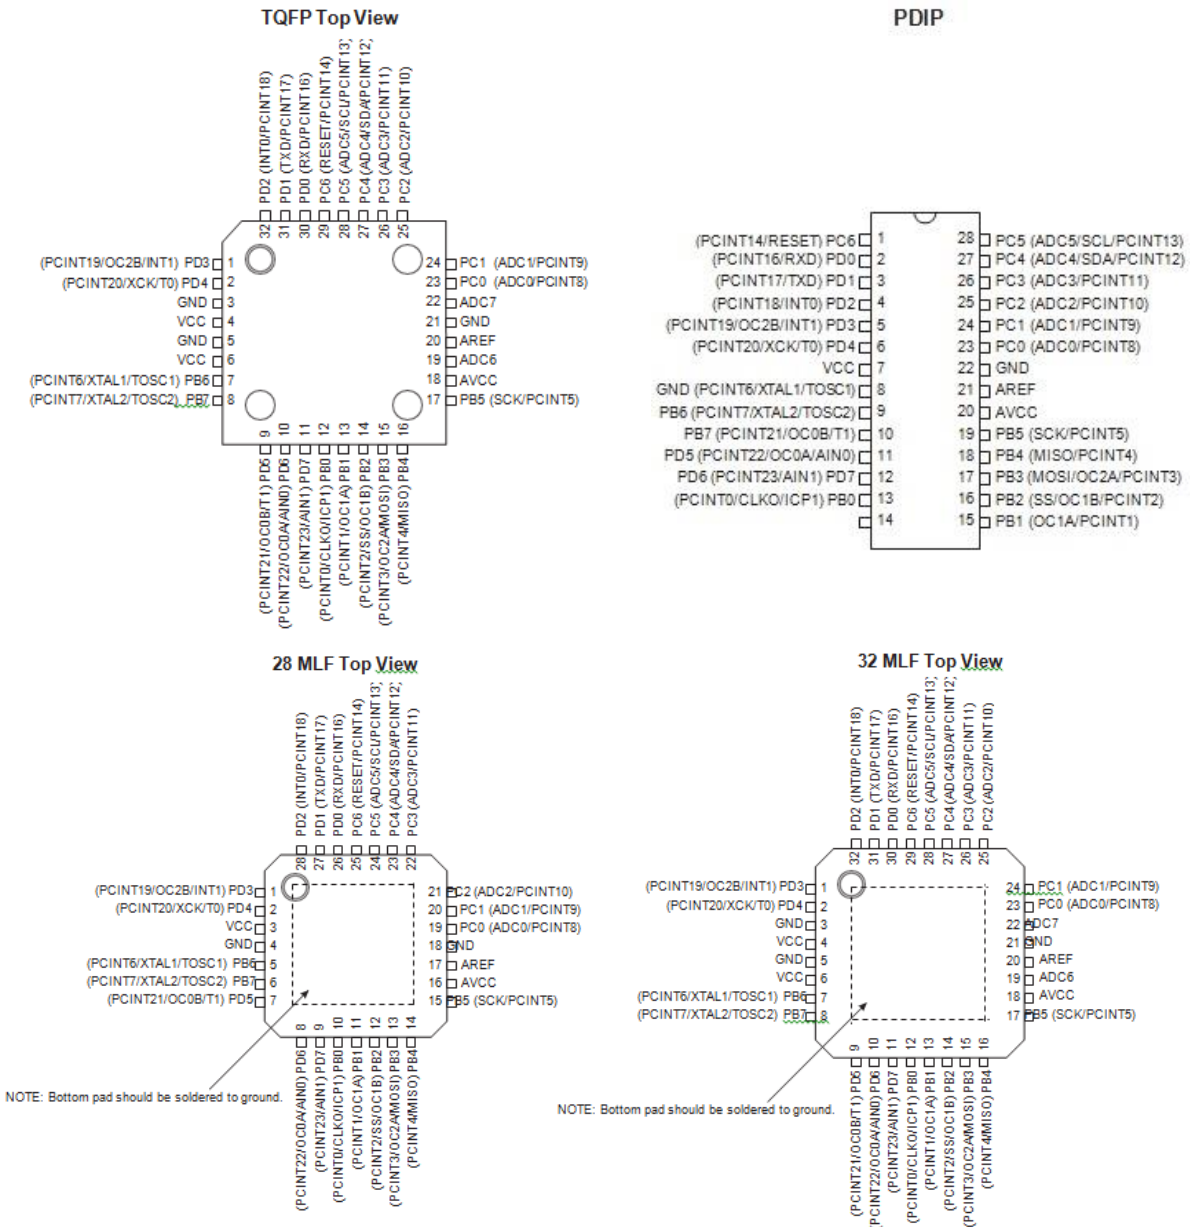 TQFP Top View
PD2 (INT0/PCINT18)
PD1 (TXD/PCINT17)
PD0 (RXD/PCINT16)
PC6 (RESET/PCINT14)
PC5 (ADC5/SCL/PCINT13)
PC4 (ADC4/SDA/PCINT12)
PC3 (ADC3/PCINT11)
PC2 (ADC2/PCINT10)
32 31 30 29 28 27 26 25
(PCINT19/OC2B/INT1) PD3 1
(PCINT20/XCK/T0) PD4 2
GND 3
VCC 4
GND 5
VCC 6
(PCINT6/XTAL1/TOSC1) PB6 7
(PCINT7/XTAL2/TOSC2) PB7 8
24 PC1 (ADC1/PCINT9)
23 PC0 (ADC0/PCINT8)
22 ADC7
21 GND
20 AREF
19 ADC6
18 AVCC
17 PB5 (SCK/PCINT5)
9 10 11 12 13 14 15 16
(PCINT21/OC0B/T1) PD5
(PCINT22/OC0A/AIN0) PD6
(PCINT23/AIN1) PD7
(PCINT0/CLKO/ICP1) PB0
(PCINT1/OC1A) PB1
(PCINT2/SS/OC1B) PB2
(PCINT3/OC2A/MOSI) PB3
(PCINT4/MISO) PB4
PDIP
(PCINT14/RESET) PC6 1
(PCINT16/RXD) PD0 2
(PCINT17/TXD) PD1 3
(PCINT18/INT0) PD2 4
(PCINT19/OC2B/INT1) PD3 5
(PCINT20/XCK/T0) PD4 6
VCC 7
GND (PCINT6/XTAL1/TOSC1) 8
PB6 (PCINT7/XTAL2/TOSC2) 9
PB7 (PCINT21/OC0B/T1) 10
PD5 (PCINT22/OC0A/AIN0) 11
PD6 (PCINT23/AIN1) PD7 12
(PCINT0/CLKO/ICP1) PB0 13
14
28 PC5 (ADC5/SCL/PCINT13)
27 PC4 (ADC4/SDA/PCINT12)
26 PC3 (ADC3/PCINT11)
25 PC2 (ADC2/PCINT10)
24 PC1 (ADC1/PCINT9)
23 PC0 (ADC0/PCINT8)
22 GND
21 AREF
20 AVCC
19 PB5 (SCK/PCINT5)
18 PB4 (MISO/PCINT4)
17 PB3 (MOSI/OC2A/PCINT3)
16 PB2 (SS/OC1B/PCINT2)
15 PB1 (OC1A/PCINT1)
28 MLF Top View
PD2 (INT0/PCINT18)
PD1 (TXD/PCINT17)
PD0 (RXD/PCINT16)
PC6 (RESET/PCINT14)
PC5 (ADC5/SCL/PCINT13)
PC4 (ADC4/SDA/PCINT12)
PC3 (ADC3/PCINT11)
28 27 26 25 24 23 22
(PCINT19/OC2B/INT1) PD3 1
(PCINT20/XCK/T0) PD4 2
VCC 3
GND 4
(PCINT6/XTAL1/TOSC1) PB6 5
(PCINT7/XTAL2/TOSC2) PB7 6
(PCINT21/OC0B/T1) PD5 7
21 PC2 (ADC2/PCINT10)
20 PC1 (ADC1/PCINT9)
19 PC0 (ADC0/PCINT8)
18 GND
17 AREF
16 AVCC
15 PB5 (SCK/PCINT5)
8 9 10 11 12 13 14
(PCINT22/OC0A/AIN0) PD6
(PCINT23/AIN1) PD7
(PCINT0/CLKO/ICP1) PB0
(PCINT1/OC1A) PB1
(PCINT2/SS/OC1B) PB2
(PCINT3/OC2A/MOSI) PB3
(PCINT4/MISO) PB4
NOTE: Bottom pad should be soldered to ground.
32 MLF Top View
PD2 (INT0/PCINT18)
PD1 (TXD/PCINT17)
PD0 (RXD/PCINT16)
PC6 (RESET/PCINT14)
PC5 (ADC5/SCL/PCINT13)
PC4 (ADC4/SDA/PCINT12)
PC3 (ADC3/PCINT11)
PC2 (ADC2/PCINT10)
32 31 30 29 28 27 26 25
(PCINT19/OC2B/INT1) PD3 1
(PCINT20/XCK/T0) PD4 2
GND 3
VCC 4
GND 5
VCC 6
(PCINT6/XTAL1/TOSC1) PB6 7
(PCINT7/XTAL2/TOSC2) PB7 8
24 PC1 (ADC1/PCINT9)
23 PC0 (ADC0/PCINT8)
22 ADC7
21 GND
20 AREF
19 ADC6
18 AVCC
17 PB5 (SCK/PCINT5)
9 10 11 12 13 14 15 16
(PCINT21/OC0B/T1) PD5
(PCINT22/OC0A/AIN0) PD6
(PCINT23/AIN1) PD7
(PCINT0/CLKO/ICP1) PB0
(PCINT1/OC1A) PB1
(PCINT2/SS/OC1B) PB2
(PCINT3/OC2A/MOSI) PB3
(PCINT4/MISO) PB4
NOTE: Bottom pad should be soldered to ground.